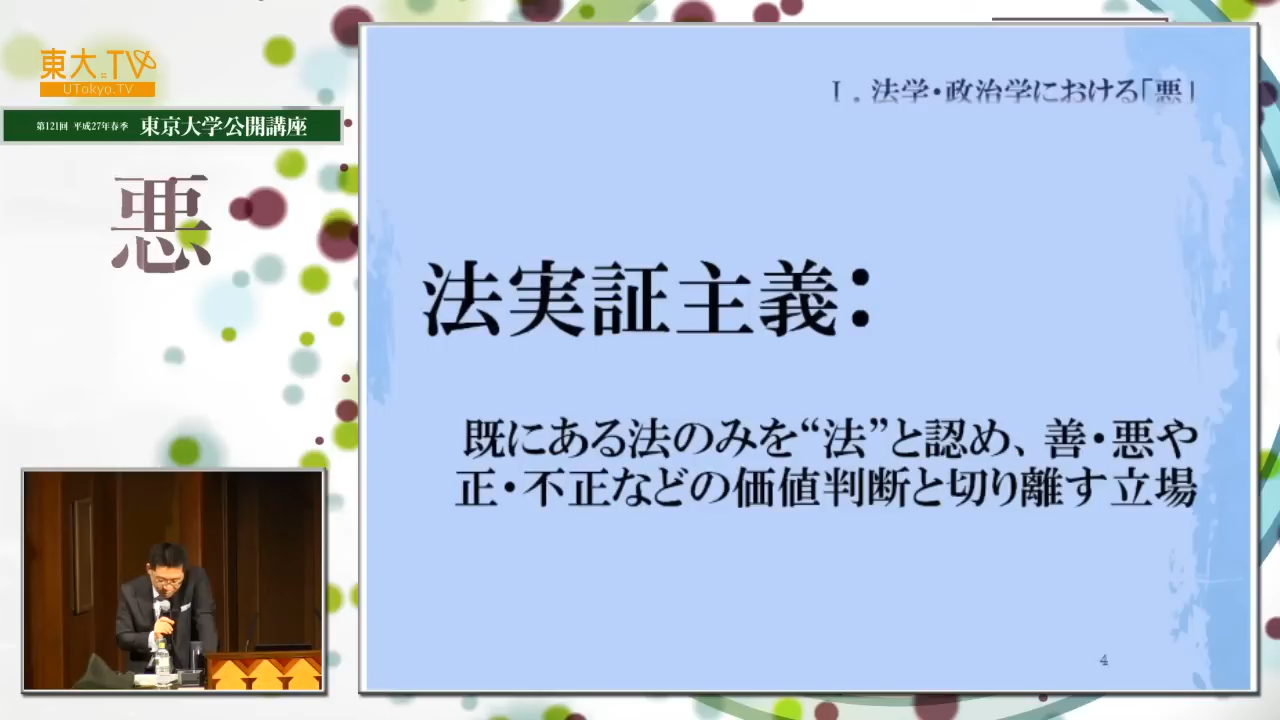 東大.TV
UTokyo.TV
第121回 平成27年春季 東京大学公開講座
悪
Ⅰ．法学・政治学における「悪」
法実証主義：
既にある法のみを“法”と認め、善・悪や
正・不正などの価値判断と切り離す立場
4